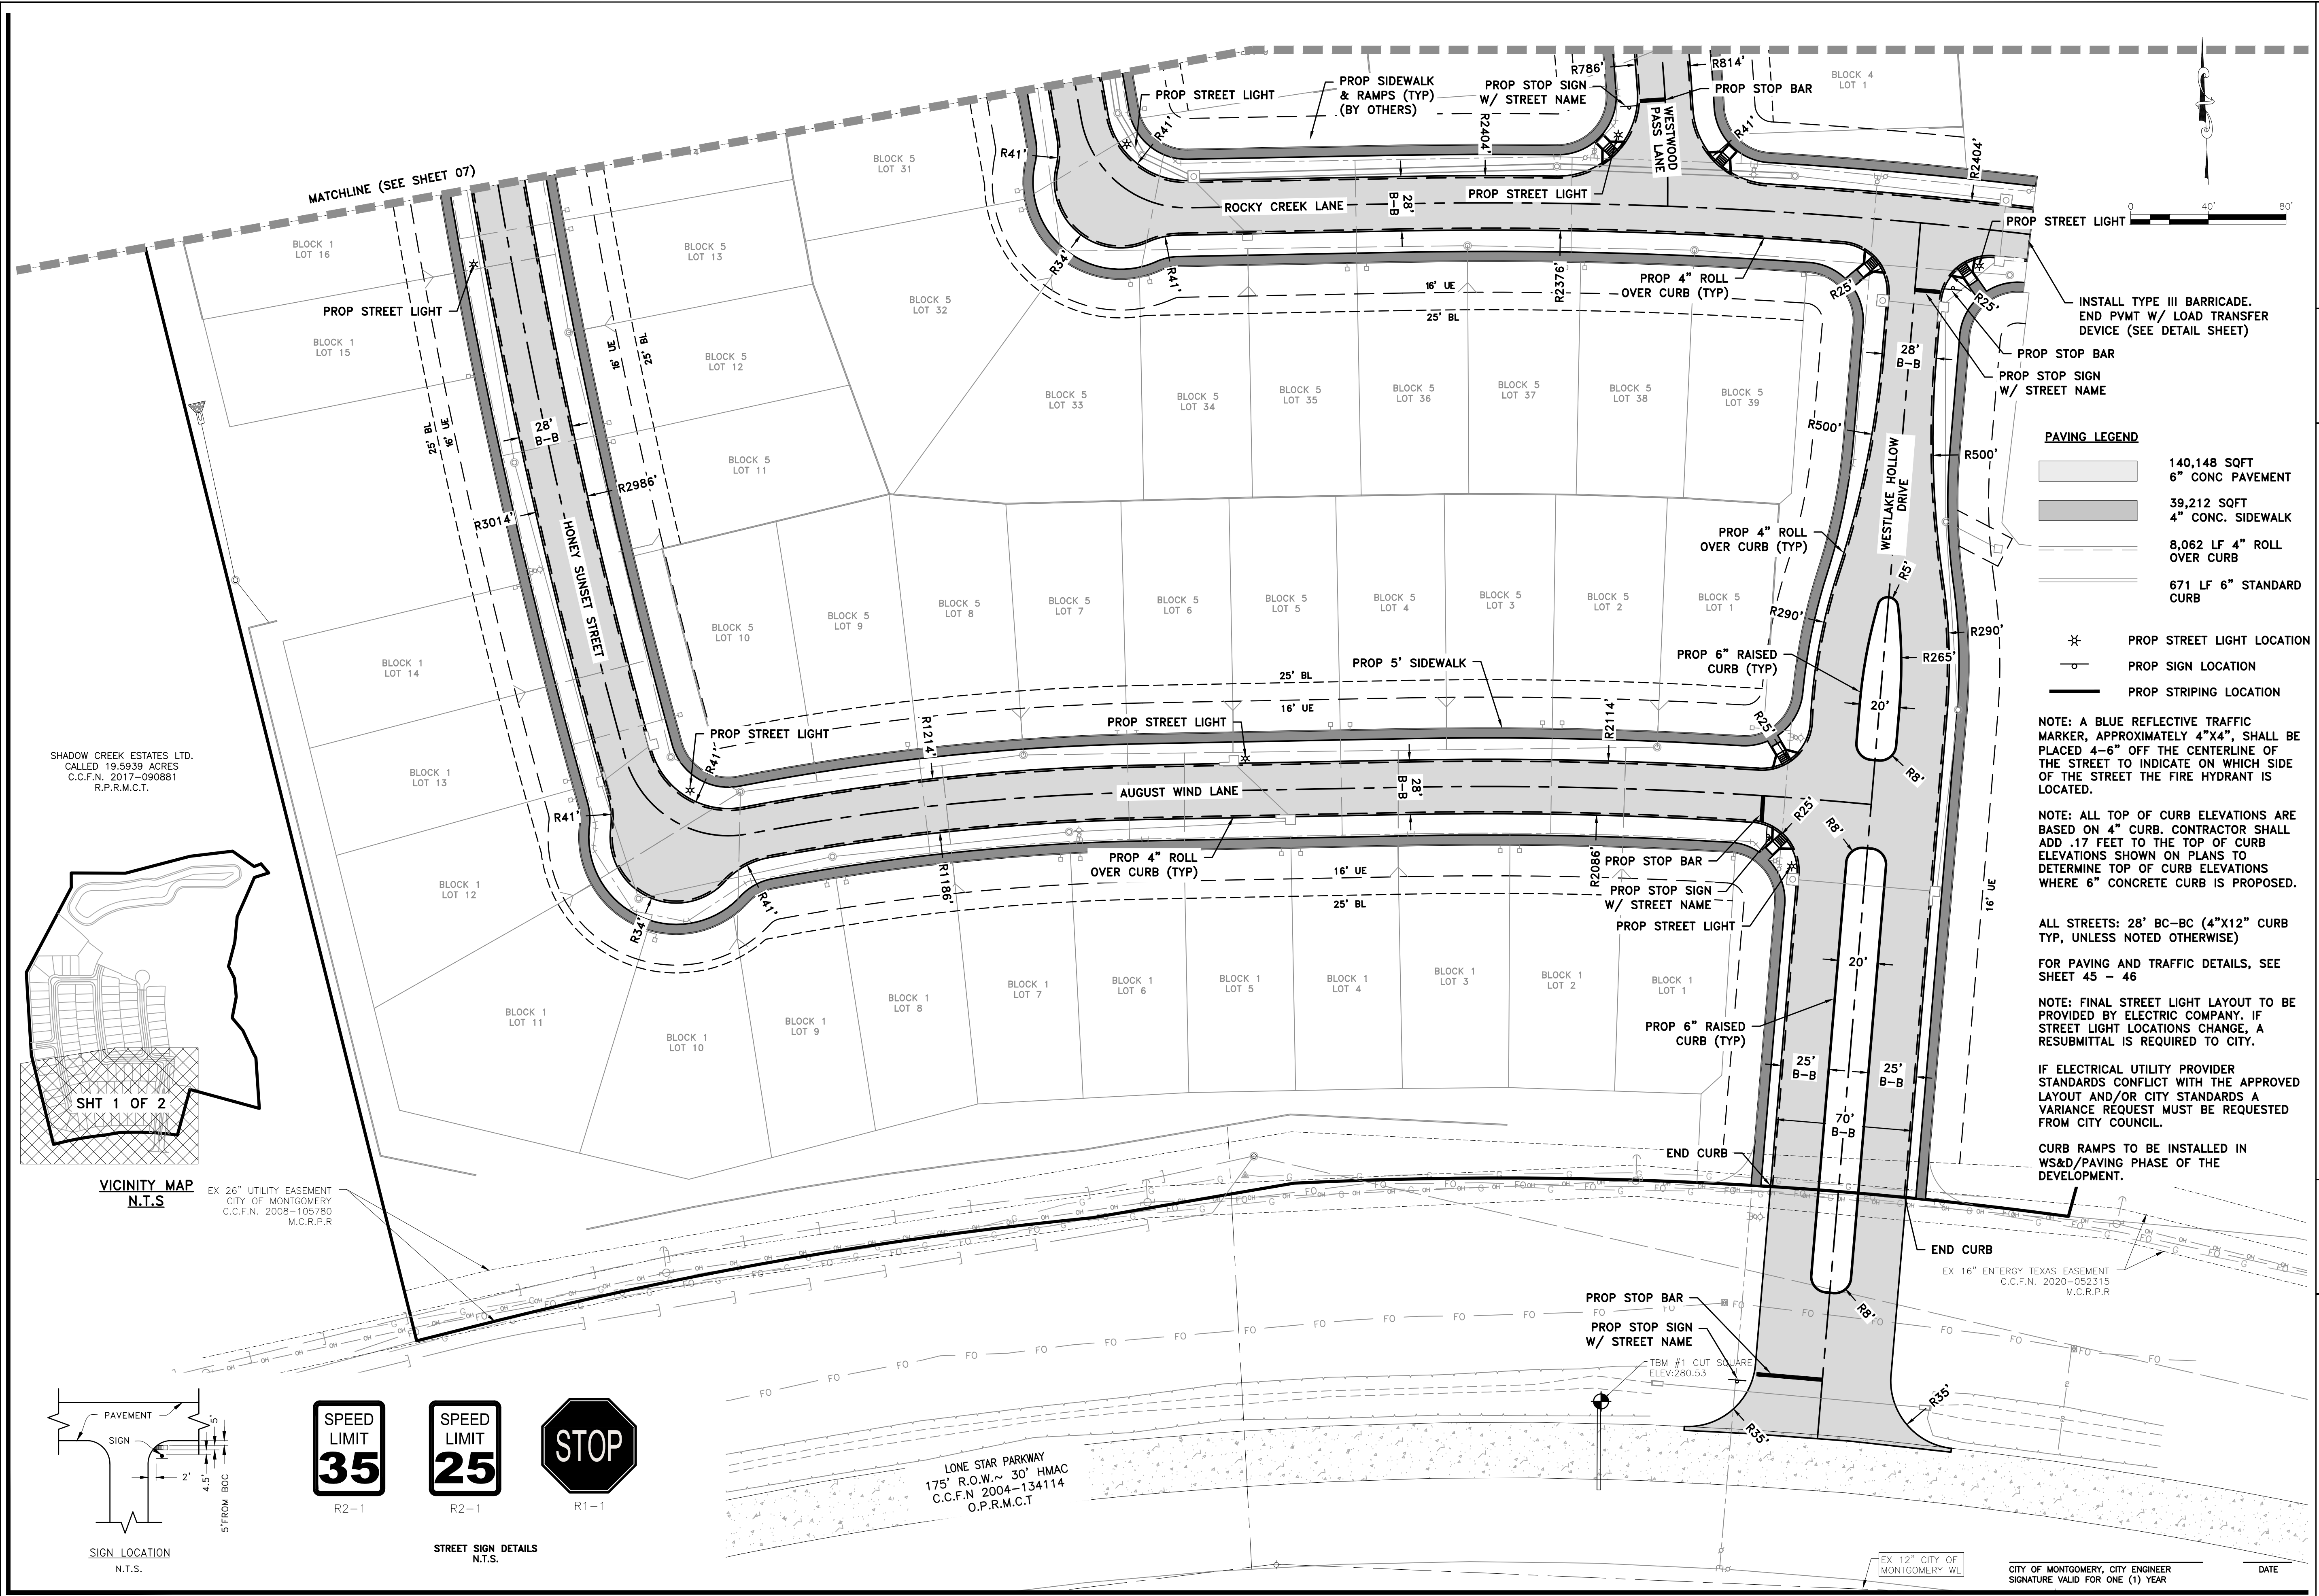 MATCHLINE (SEE SHEET 07)
PROP STREET LIGHT
PROP SIDEWALK
& RAMPS (TYP)
(BY OTHERS)
PROP STOP SIGN
W/ STREET NAME
R786'
R814'
PROP STOP BAR
BLOCK 4
LOT 1
R41'
R41'
R2404'
WESTWOOD
PASS LANE
R41'
R2404'
BLOCK 5
LOT 31
ROCKY CREEK LANE
28'
B-B
PROP STREET LIGHT
PROP STREET LIGHT
0
40'
80'
BLOCK 1
LOT 16
BLOCK 5
LOT 13
R34'
R41'
R2376'
PROP 4" ROLL
OVER CURB (TYP)
R25'
R25'
16' UE
25' BL
INSTALL TYPE III BARRICADE.
END PVMT W/ LOAD TRANSFER
DEVICE (SEE DETAIL SHEET)
PROP STREET LIGHT
BLOCK 5
LOT 32
BLOCK 1
LOT 15
16' UE
25' BL
BLOCK 5
LOT 12
28'
B-B
PROP STOP BAR
PROP STOP SIGN
W/ STREET NAME
BLOCK 5
LOT 33
BLOCK 5
LOT 34
BLOCK 5
LOT 35
BLOCK 5
LOT 36
BLOCK 5
LOT 37
BLOCK 5
LOT 38
BLOCK 5
LOT 39
25' BL
16' UE
28'
B-B
BLOCK 5
LOT 11
R2986'
R3014'
HONEY SUNSET STREET
R500'
R500'
WESTLAKE HOLLOW
DRIVE
PROP 4" ROLL
OVER CURB (TYP)
R5'
PAVING LEGEND
140,148 SQFT
6" CONC PAVEMENT
39,212 SQFT
4" CONC. SIDEWALK
8,062 LF 4" ROLL
OVER CURB
671 LF 6" STANDARD
CURB
PROP STREET LIGHT LOCATION
PROP SIGN LOCATION
PROP STRIPING LOCATION
BLOCK 5
LOT 10
BLOCK 5
LOT 9
BLOCK 5
LOT 8
BLOCK 5
LOT 7
BLOCK 5
LOT 6
BLOCK 5
LOT 5
BLOCK 5
LOT 4
BLOCK 5
LOT 3
BLOCK 5
LOT 2
BLOCK 5
LOT 1
R290'
R290'
R265'
PROP 6" RAISED
CURB (TYP)
20'
BLOCK 1
LOT 14
PROP 5' SIDEWALK
25' BL
16' UE
PROP STREET LIGHT
PROP STREET LIGHT
R1214'
R2114'
R25'
R41'
R8'
NOTE: A BLUE REFLECTIVE TRAFFIC
MARKER, APPROXIMATELY 4"X4", SHALL BE
PLACED 4-6" OFF THE CENTERLINE OF
THE STREET TO INDICATE ON WHICH SIDE
OF THE STREET THE FIRE HYDRANT IS
LOCATED.
SHADOW CREEK ESTATES LTD.
CALLED 19.5939 ACRES
C.C.F.N. 2017-090881
R.P.R.M.C.T.
BLOCK 1
LOT 13
R41'
AUGUST WIND LANE
28'
B-B
R25'
R8'
NOTE: ALL TOP OF CURB ELEVATIONS ARE
BASED ON 4" CURB. CONTRACTOR SHALL
ADD .17 FEET TO THE TOP OF CURB
ELEVATIONS SHOWN ON PLANS TO
DETERMINE TOP OF CURB ELEVATIONS
WHERE 6" CONCRETE CURB IS PROPOSED.
BLOCK 1
LOT 12
PROP 4" ROLL
OVER CURB (TYP)
R1186'
R2086'
R34'
R41'
16' UE
25' BL
PROP STOP BAR
PROP STOP SIGN
W/ STREET NAME
PROP STREET LIGHT
16' UE
ALL STREETS: 28' BC-BC (4"X12" CURB
TYP, UNLESS NOTED OTHERWISE)
FOR PAVING AND TRAFFIC DETAILS, SEE
SHEET 45 - 46
20'
BLOCK 1
LOT 11
BLOCK 1
LOT 10
BLOCK 1
LOT 9
BLOCK 1
LOT 8
BLOCK 1
LOT 7
BLOCK 1
LOT 6
BLOCK 1
LOT 5
BLOCK 1
LOT 4
BLOCK 1
LOT 3
BLOCK 1
LOT 2
BLOCK 1
LOT 1
PROP 6" RAISED
CURB (TYP)
NOTE: FINAL STREET LIGHT LAYOUT TO BE
PROVIDED BY ELECTRIC COMPANY. IF
STREET LIGHT LOCATIONS CHANGE, A
RESUBMITTAL IS REQUIRED TO CITY.
25'
B-B
25'
B-B
70'
B-B
IF ELECTRICAL UTILITY PROVIDER
STANDARDS CONFLICT WITH THE APPROVED
LAYOUT AND/OR CITY STANDARDS A
VARIANCE REQUEST MUST BE REQUESTED
FROM CITY COUNCIL.
CURB RAMPS TO BE INSTALLED IN
WS&D/PAVING PHASE OF THE
DEVELOPMENT.
SHT 1 OF 2
VICINITY MAP
N.T.S
EX 26" UTILITY EASEMENT
CITY OF MONTGOMERY
C.C.F.N. 2008-105780
M.C.R.P.R
END CURB
END CURB
EX 16" ENTERGY TEXAS EASEMENT
C.C.F.N. 2020-052315
M.C.R.P.R
PROP STOP BAR
PROP STOP SIGN
W/ STREET NAME
R8'
TBM #1 CUT SQUARE
ELEV:280.53
R35'
R35'
PAVEMENT
SIGN
2'
4.5'
5'
5'FROM BOC
SIGN LOCATION
N.T.S.
SPEED
LIMIT
35
R2-1
SPEED
LIMIT
25
R2-1
STOP
R1-1
STREET SIGN DETAILS
N.T.S.
LONE STAR PARKWAY
175' R.O.W.~ 30' HMAC
C.C.F.N 2004-134114
O.P.R.M.C.T
EX 12" CITY OF
MONTGOMERY WL
CITY OF MONTGOMERY, CITY ENGINEER
SIGNATURE VALID FOR ONE (1) YEAR
DATE